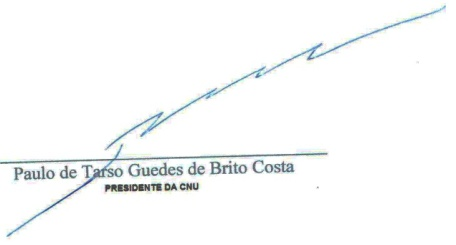 Paulo de Tarso Guedes de Brito Costa
PRESIDENTE DA CNU